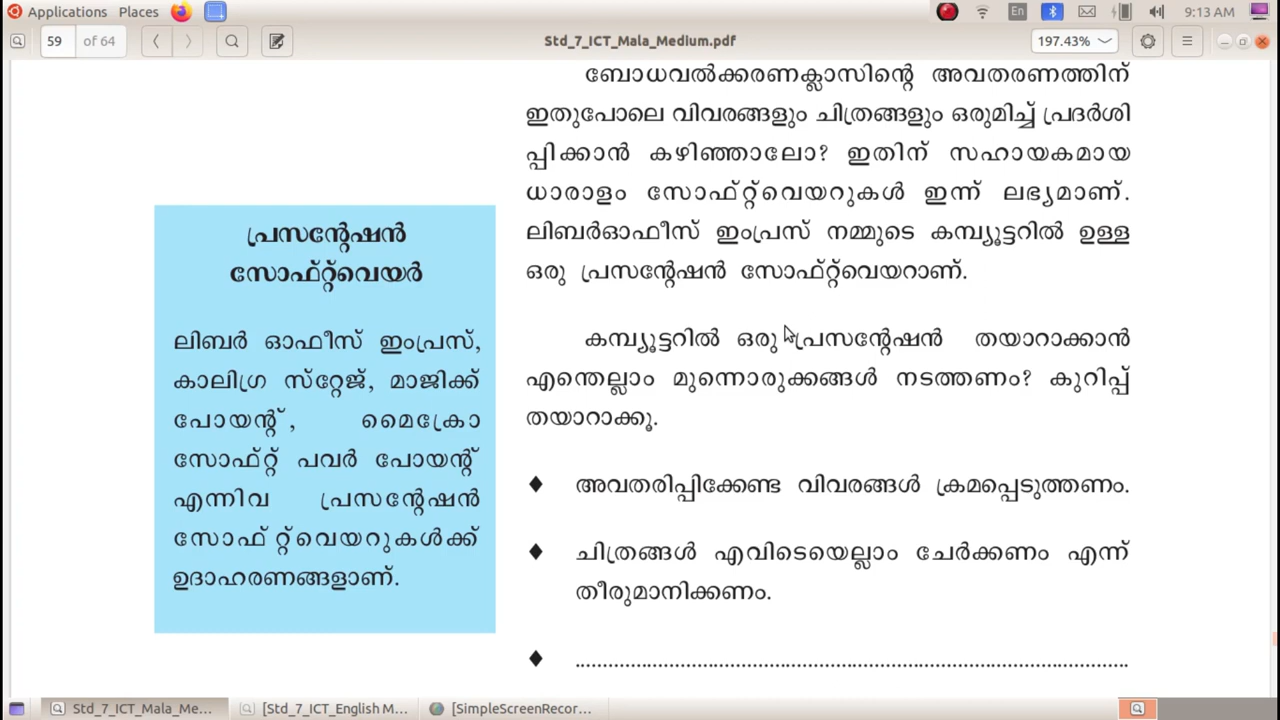 Applications Places En 9:13 AM
59 of 64 Std_7_ICT_Mala_Medium.pdf 197.43%
ബോധവൽക്കരണക്ലാസിന്റെ അവതരണത്തിന്
ഇതുപോലെ വിവരങ്ങളും ചിത്രങ്ങളും ഒരുമിച്ച് പ്രദർശി
പ്പിക്കാൻ കഴിഞ്ഞാലോ? ഇതിന് സഹായകമായ
ധാരാളം സോഫ്റ്റ്‌വെയറുകൾ ഇന്ന് ലഭ്യമാണ്.
ലിബർഓഫീസ് ഇംപ്രസ് നമ്മുടെ കമ്പ്യൂട്ടറിൽ ഉള്ള
ഒരു പ്രസന്റേഷൻ സോഫ്റ്റ്‌വെയറാണ്.
കമ്പ്യൂട്ടറിൽ ഒരു പ്രസന്റേഷൻ തയാറാക്കാൻ
എന്തെല്ലാം മുന്നൊരുക്കങ്ങൾ നടത്തണം? കുറിപ്പ്
തയാറാക്കൂ.
♦ അവതരിപ്പിക്കേണ്ട വിവരങ്ങൾ ക്രമപ്പെടുത്തണം.
♦ ചിത്രങ്ങൾ എവിടെയെല്ലാം ചേർക്കണം എന്ന്
തീരുമാനിക്കണം.
♦ ............................................................
പ്രസന്റേഷൻ
സോഫ്റ്റ്‌വെയർ
ലിബർ ഓഫീസ് ഇംപ്രസ്,
കാലിഗ്ര സ്റ്റേജ്, മാജിക്ക്
പോയന്റ്, മൈക്രോ
സോഫ്റ്റ് പവർ പോയന്റ്
എന്നിവ പ്രസന്റേഷൻ
സോഫ്റ്റ്‌വെയറുകൾക്ക്
ഉദാഹരണങ്ങളാണ്.
Std_7_ICT_Mala_Me... [Std_7_ICT_English M... [SimpleScreenRecor...